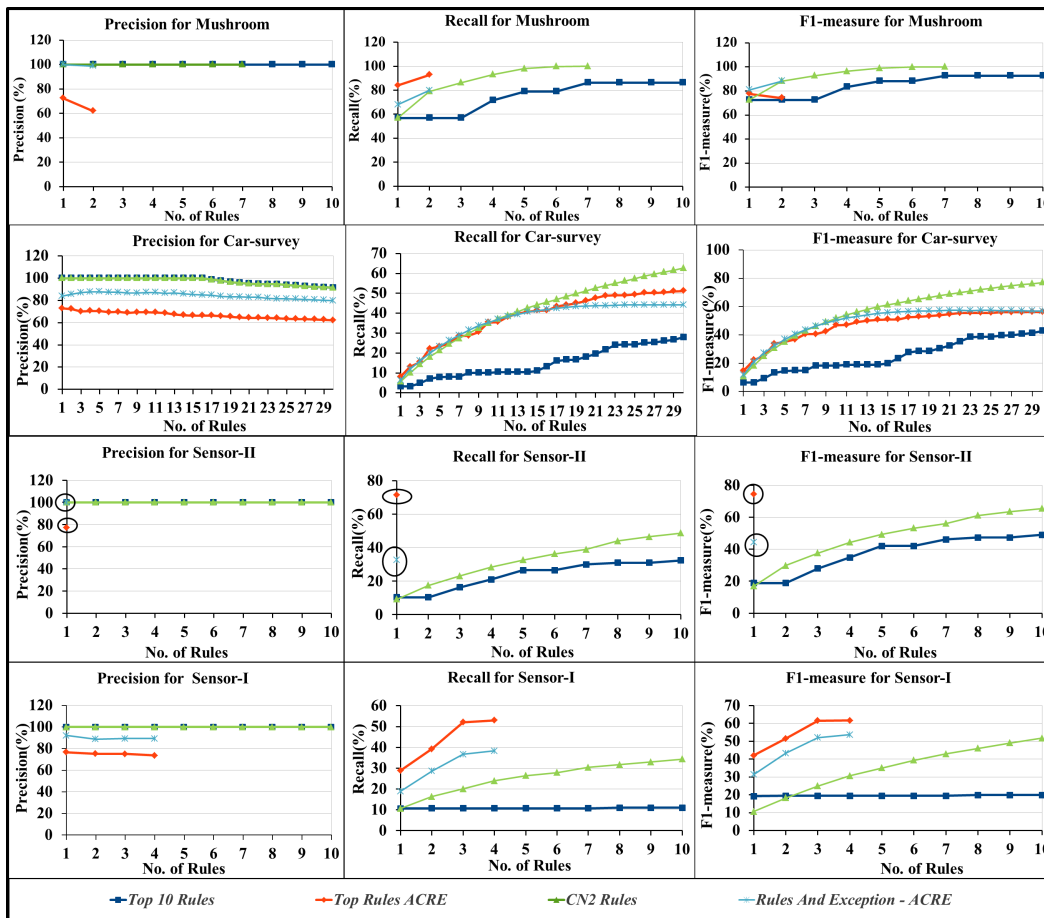 Precision for Mushroom
Precision (%)
120
100
80
60
40
20
0
1 2 3 4 5 6 7 8 9 10
No. of Rules
Recall for Mushroom
Recall(%)
120
100
80
60
40
20
0
1 2 3 4 5 6 7 8 9 10
No. of Rules
F1-measure for Mushroom
F1-measure(%)
120
100
80
60
40
20
0
1 2 3 4 5 6 7 8 9 10
No. of Rules
Precision for Car-survey
Precision(%)
120
100
80
60
40
20
0
1 3 5 7 9 11 13 15 17 19 21 23 25 27 29
No. of Rules
Recall for Car-survey
Recall(%)
70
60
50
40
30
20
10
0
1 3 5 7 9 11 13 15 17 19 21 23 25 27 29
No. of Rules
F1-measure for Car-survey
F1-measure(%)
100
80
60
40
20
0
1 3 5 7 9 11 13 15 17 19 21 23 25 27 29
No. of Rules
Precision for Sensor-II
Precision(%)
120
100
80
60
40
20
0
1 2 3 4 5 6 7 8 9 10
No. of Rules
Recall for Sensor-II
Recall(%)
80
60
40
20
0
1 2 3 4 5 6 7 8 9 10
No. of Rules
F1-measure for Sensor-II
F1-measure(%)
80
60
40
20
0
1 2 3 4 5 6 7 8 9 10
No. of Rules
Precision for Sensor-I
Precision(%)
120
100
80
60
40
20
0
1 2 3 4 5 6 7 8 9 10
No. of Rules
Recall for Sensor-I
Recall(%)
60
50
40
30
20
10
0
1 2 3 4 5 6 7 8 9 10
No. of Rules
F1-measure for Sensor-I
F1-measure(%)
70
60
50
40
30
20
10
0
1 2 3 4 5 6 7 8 9 10
No. of Rules
Top 10 Rules Top Rules ACRE CN2 Rules Rules And Exception - ACRE